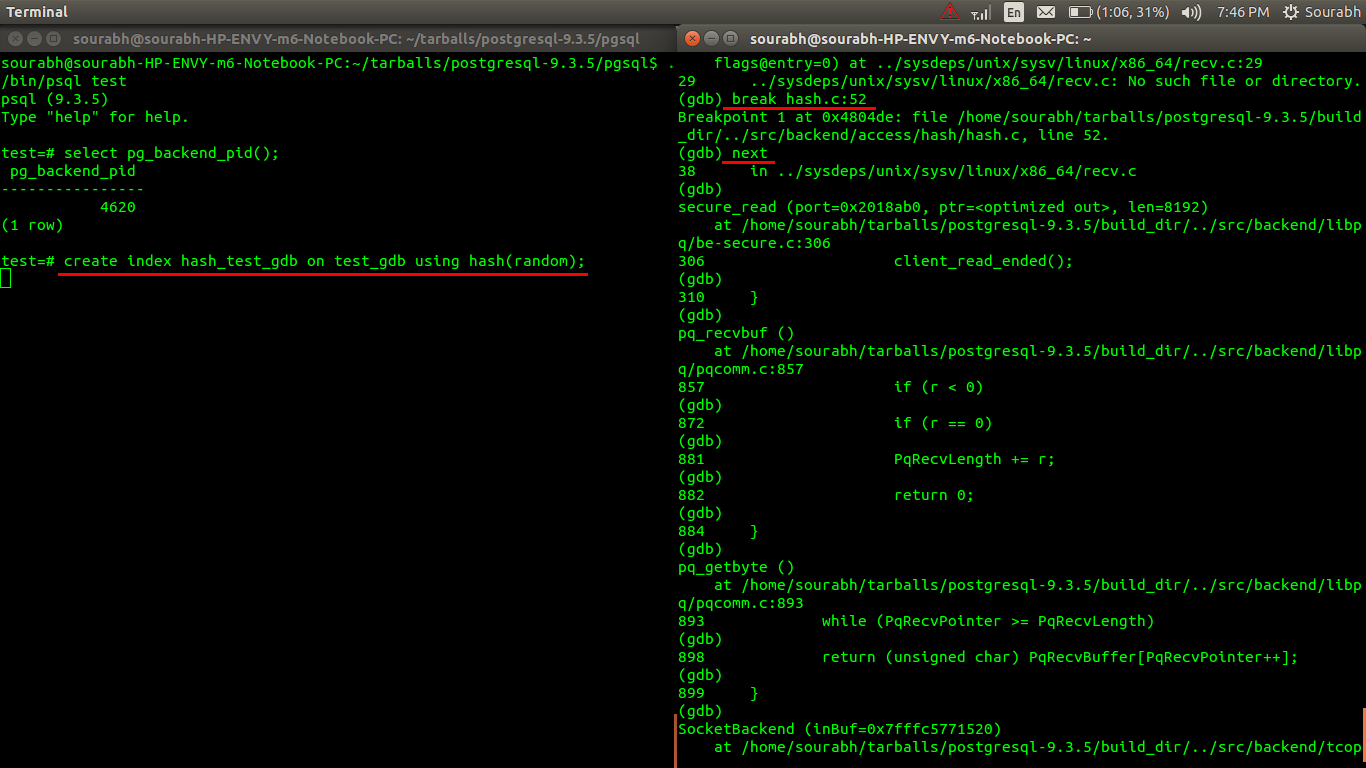 Terminal
En
(1:06, 31%)
7:46 PM
Sourabh
sourabh@sourabh-HP-ENVY-m6-Notebook-PC: ~/tarballs/postgresql-9.3.5/pgsql
sourabh@sourabh-HP-ENVY-m6-Notebook-PC:~/tarballs/postgresql-9.3.5/pgsql$ .
/bin/psql test
psql (9.3.5)
Type "help" for help.
test=# select pg_backend_pid();
pg_backend_pid
----------------
4620
(1 row)
test=# create index hash_test_gdb on test_gdb using hash(random);
sourabh@sourabh-HP-ENVY-m6-Notebook-PC: ~
flags@entry=0) at ../sysdeps/unix/sysv/linux/x86_64/recv.c:29
29 ../sysdeps/unix/sysv/linux/x86_64/recv.c: No such file or directory.
(gdb) break hash.c:52
Breakpoint 1 at 0x4804de: file /home/sourabh/tarballs/postgresql-9.3.5/build
_dir/../src/backend/access/hash/hash.c, line 52.
(gdb) next
38 in ../sysdeps/unix/sysv/linux/x86_64/recv.c
(gdb)
secure_read (port=0x2018ab0, ptr=<optimized out>, len=8192)
at /home/sourabh/tarballs/postgresql-9.3.5/build_dir/../src/backend/libp
q/be-secure.c:306
306 client_read_ended();
(gdb)
310 }
(gdb)
pq_recvbuf ()
at /home/sourabh/tarballs/postgresql-9.3.5/build_dir/../src/backend/libp
q/pqcomm.c:857
857 if (r < 0)
(gdb)
872 if (r == 0)
(gdb)
881 PqRecvLength += r;
(gdb)
882 return 0;
(gdb)
884 }
(gdb)
pq_getbyte ()
at /home/sourabh/tarballs/postgresql-9.3.5/build_dir/../src/backend/libp
q/pqcomm.c:893
893 while (PqRecvPointer >= PqRecvLength)
(gdb)
898 return (unsigned char) PqRecvBuffer[PqRecvPointer++];
(gdb)
899 }
(gdb)
SocketBackend (inBuf=0x7fffc5771520)
at /home/sourabh/tarballs/postgresql-9.3.5/build_dir/../src/backend/tcop